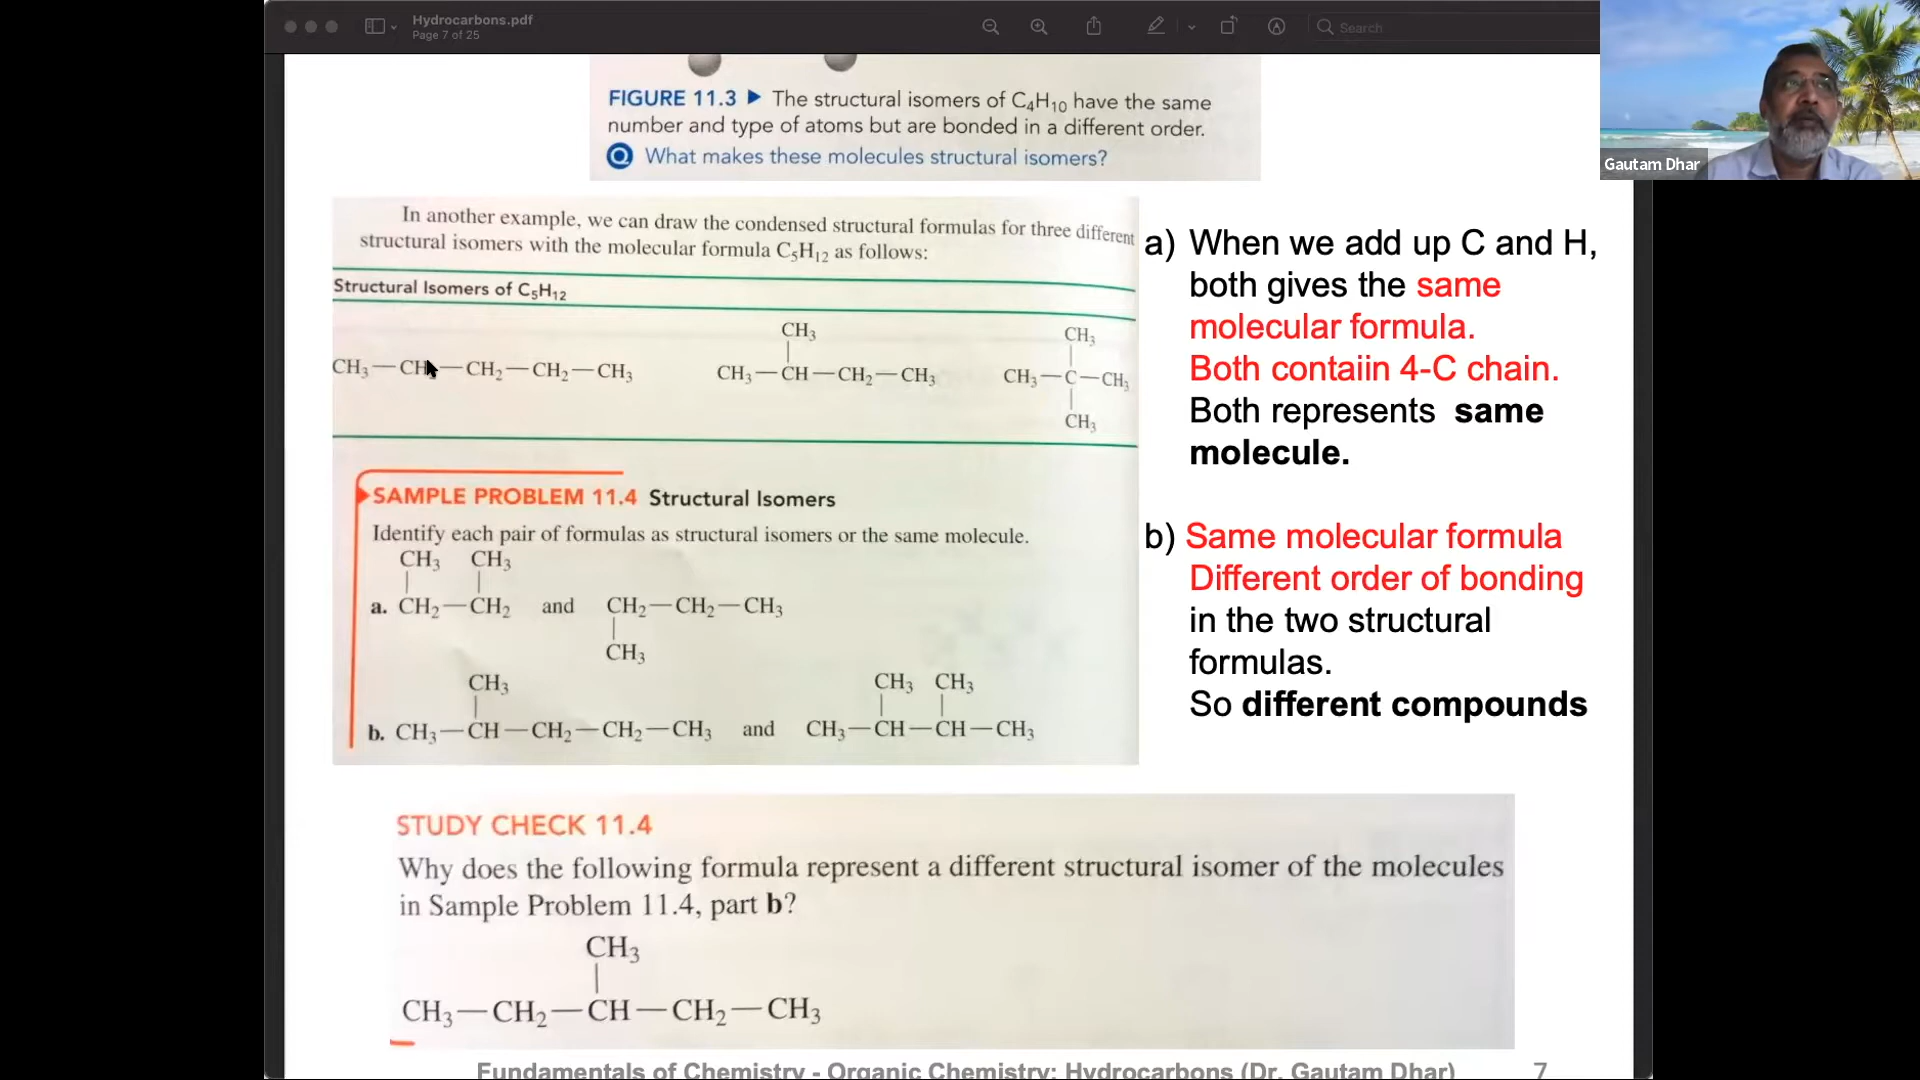 Hydrocarbons.pdf
Page 7 of 25
Search
Gautam Dhar
FIGURE 11.3 ▶ The structural isomers of C₄H₁₀ have the same
number and type of atoms but are bonded in a different order.
Q What makes these molecules structural isomers?
In another example, we can draw the condensed structural formulas for three different
structural isomers with the molecular formula C₅H₁₂ as follows:
Structural Isomers of C₅H₁₂
CH₃ CH₃
| |
CH₃—CH —CH₂—CH₂—CH₃ CH₃—CH—CH₂—CH₃ CH₃—C—CH₃
|
CH₃
SAMPLE PROBLEM 11.4 Structural Isomers
Identify each pair of formulas as structural isomers or the same molecule.
CH₃ CH₃
| |
a. CH₂—CH₂ and CH₂—CH₂—CH₃
|
CH₃
CH₃ CH₃ CH₃
| | |
b. CH₃—CH—CH₂—CH₂—CH₃ and CH₃—CH—CH—CH₃
a) When we add up C and H,
both gives the same
molecular formula.
Both contaiin 4-C chain.
Both represents same
molecule.
b) Same molecular formula
Different order of bonding
in the two structural
formulas.
So different compounds
STUDY CHECK 11.4
Why does the following formula represent a different structural isomer of the molecules
in Sample Problem 11.4, part b?
CH₃
|
CH₃—CH₂—CH—CH₂—CH₃
Fundamentals of Chemistry - Organic Chemistry: Hydrocarbons (Dr. Gautam Dhar) 7